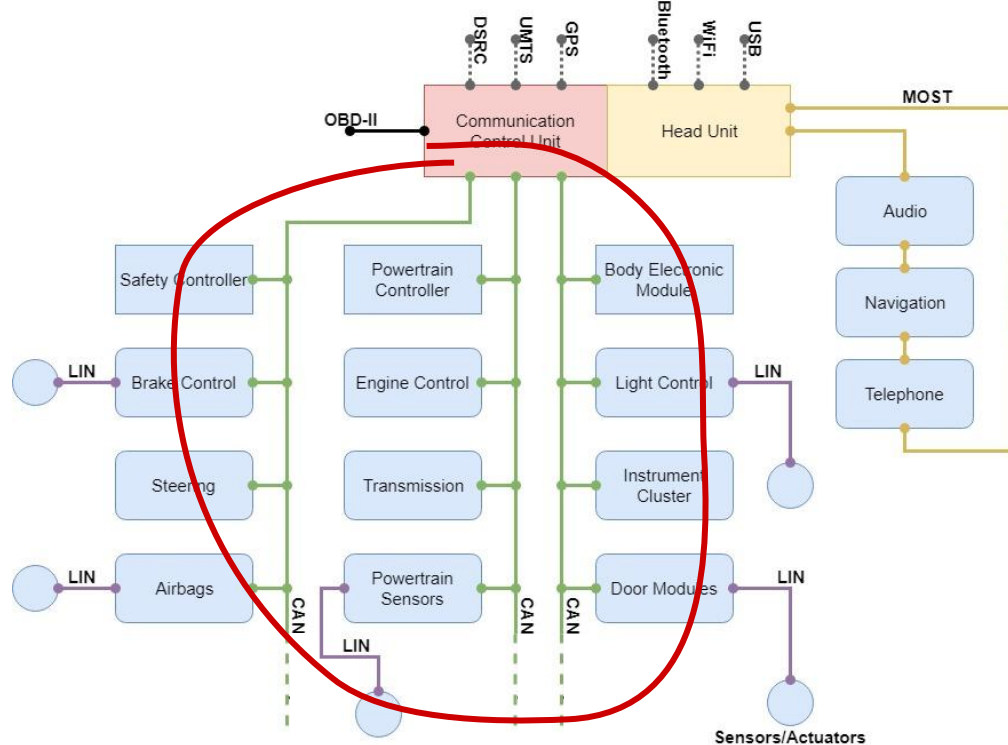 DSRC
UMTS
GPS
Bluetooth
WiFi
USB
OBD-II
Communication
Control Unit
Head Unit
MOST
Audio
Navigation
Telephone
Safety Controller
Powertrain
Controller
Body Electronic
Module
LIN
Brake Control
Engine Control
Light Control
LIN
Steering
Transmission
Instrument
Cluster
LIN
Airbags
Powertrain
Sensors
Door Modules
LIN
CAN
CAN
CAN
LIN
Sensors/Actuators